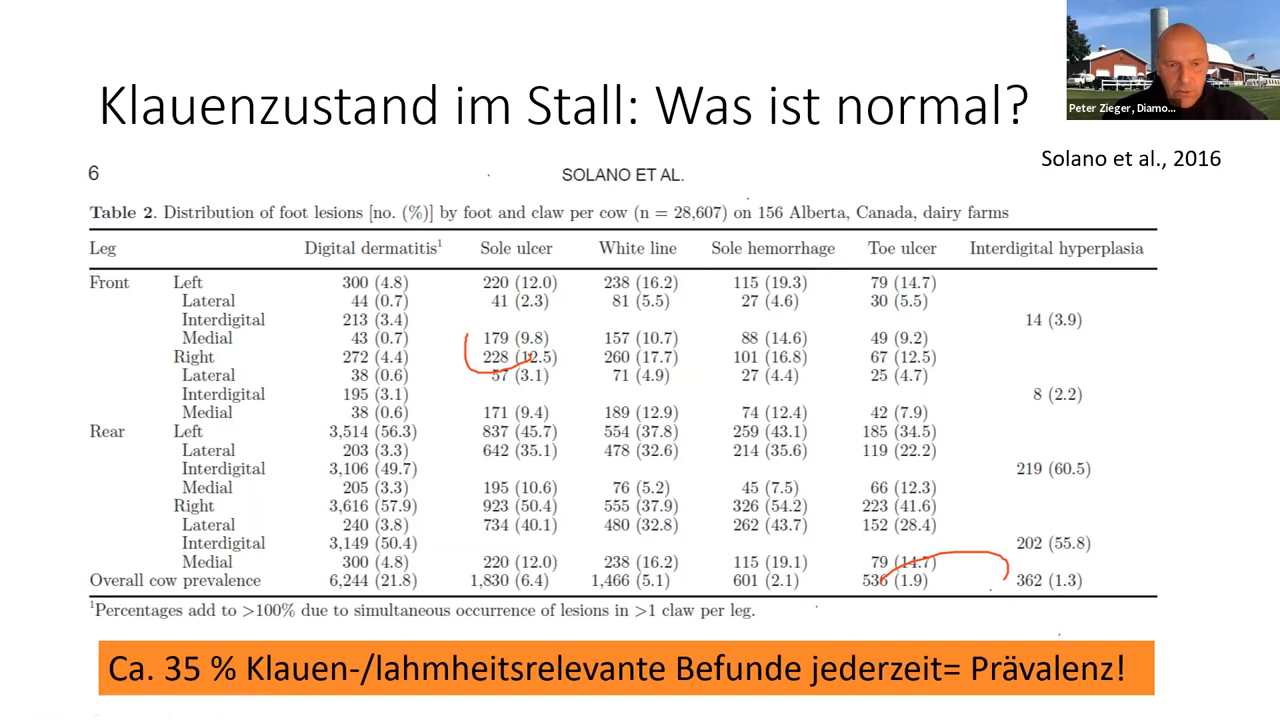 Klauenzustand im Stall: Was ist normal?
Peter Zieger, Diamo...
Solano et al., 2016
6 SOLANO ET AL.
Table 2. Distribution of foot lesions [no. (%)] by foot and claw per cow (n = 28,607) on 156 Alberta, Canada, dairy farms
Leg Digital dermatitis1 Sole ulcer White line Sole hemorrhage Toe ulcer Interdigital hyperplasia
Front Left 300 (4.8) 220 (12.0) 238 (16.2) 115 (19.3) 79 (14.7)
Lateral 44 (0.7) 41 (2.3) 81 (5.5) 27 (4.6) 30 (5.5)
Interdigital 213 (3.4) 14 (3.9)
Medial 43 (0.7) 179 (9.8) 157 (10.7) 88 (14.6) 49 (9.2)
Right 272 (4.4) 228 (12.5) 260 (17.7) 101 (16.8) 67 (12.5)
Lateral 38 (0.6) 57 (3.1) 71 (4.9) 27 (4.4) 25 (4.7)
Interdigital 195 (3.1) 8 (2.2)
Medial 38 (0.6) 171 (9.4) 189 (12.9) 74 (12.4) 42 (7.9)
Rear Left 3,514 (56.3) 837 (45.7) 554 (37.8) 259 (43.1) 185 (34.5)
Lateral 203 (3.3) 642 (35.1) 478 (32.6) 214 (35.6) 119 (22.2)
Interdigital 3,106 (49.7) 219 (60.5)
Medial 205 (3.3) 195 (10.6) 76 (5.2) 45 (7.5) 66 (12.3)
Right 3,616 (57.9) 923 (50.4) 555 (37.9) 326 (54.2) 223 (41.6)
Lateral 240 (3.8) 734 (40.1) 480 (32.8) 262 (43.7) 152 (28.4)
Interdigital 3,149 (50.4) 202 (55.8)
Medial 300 (4.8) 220 (12.0) 238 (16.2) 115 (19.1) 79 (14.7)
Overall cow prevalence 6,244 (21.8) 1,830 (6.4) 1,466 (5.1) 601 (2.1) 536 (1.9) 362 (1.3)
1Percentages add to >100% due to simultaneous occurrence of lesions in >1 claw per leg.
Ca. 35 % Klauen-/lahmheitsrelevante Befunde jederzeit= Prävalenz!